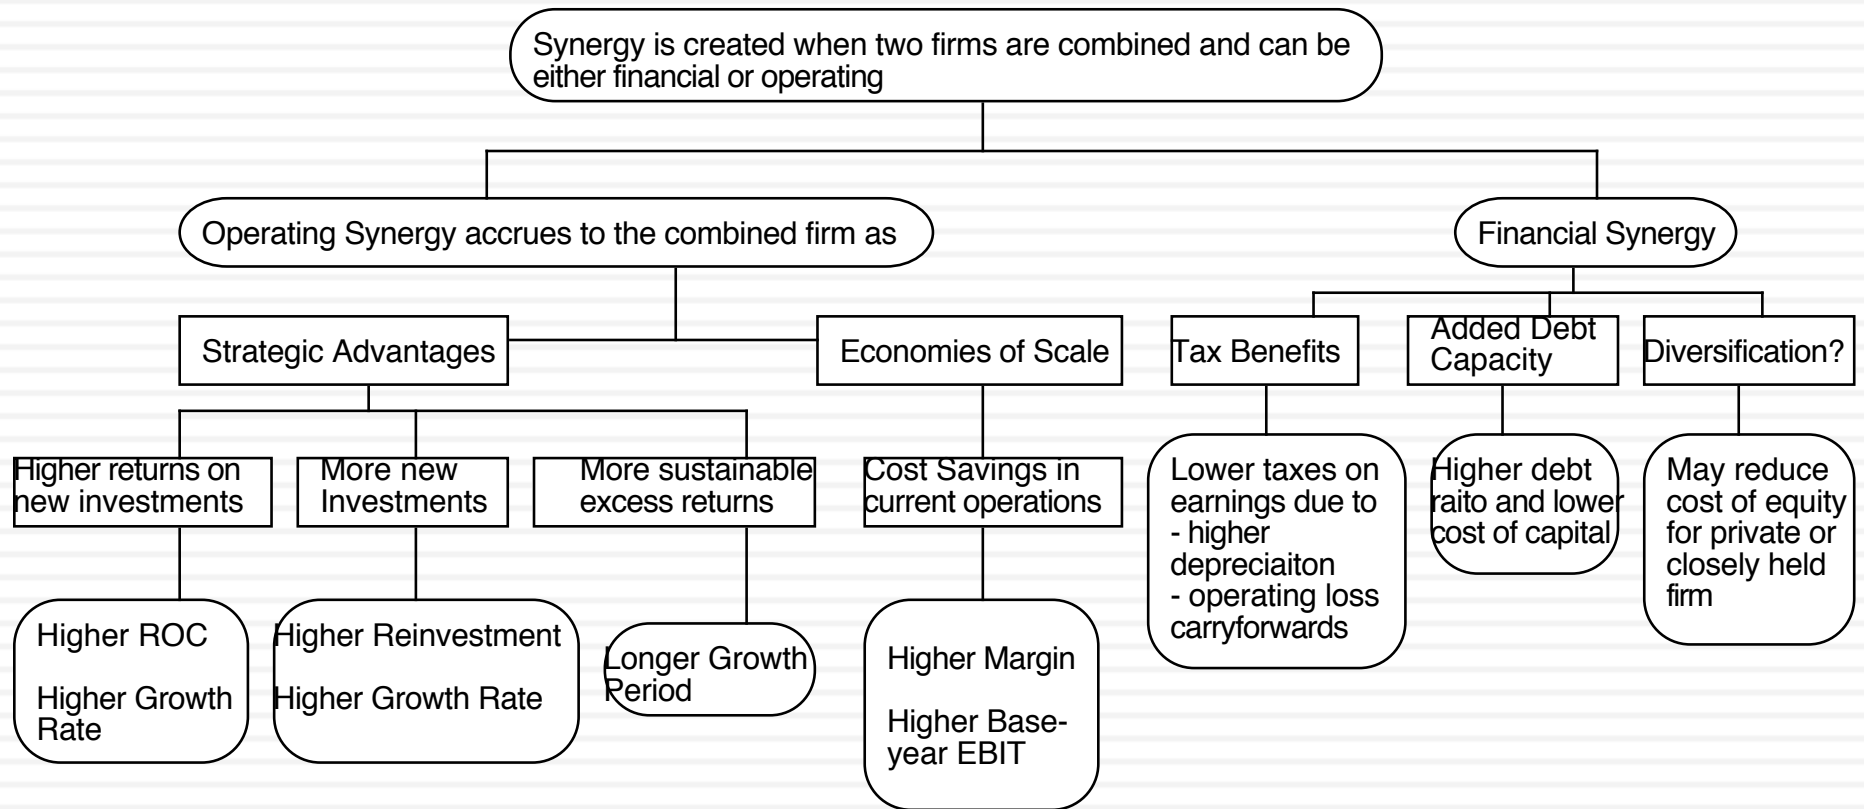 Synergy is created when two firms are combined and can be
either financial or operating
Operating Synergy accrues to the combined firm as
Financial Synergy
Strategic Advantages
Economies of Scale
Tax Benefits
Added Debt
Capacity
Diversification?
Higher returns on
new investments
More new
Investments
More sustainable
excess returns
Cost Savings in
current operations
Lower taxes on
earnings due to
- higher
depreciaiton
- operating loss
carryforwards
Higher debt
raito and lower
cost of capital
May reduce
cost of equity
for private or
closely held
firm
Higher ROC
Higher Growth
Rate
Higher Reinvestment
Higher Growth Rate
Longer Growth
Period
Higher Margin
Higher Base-
year EBIT